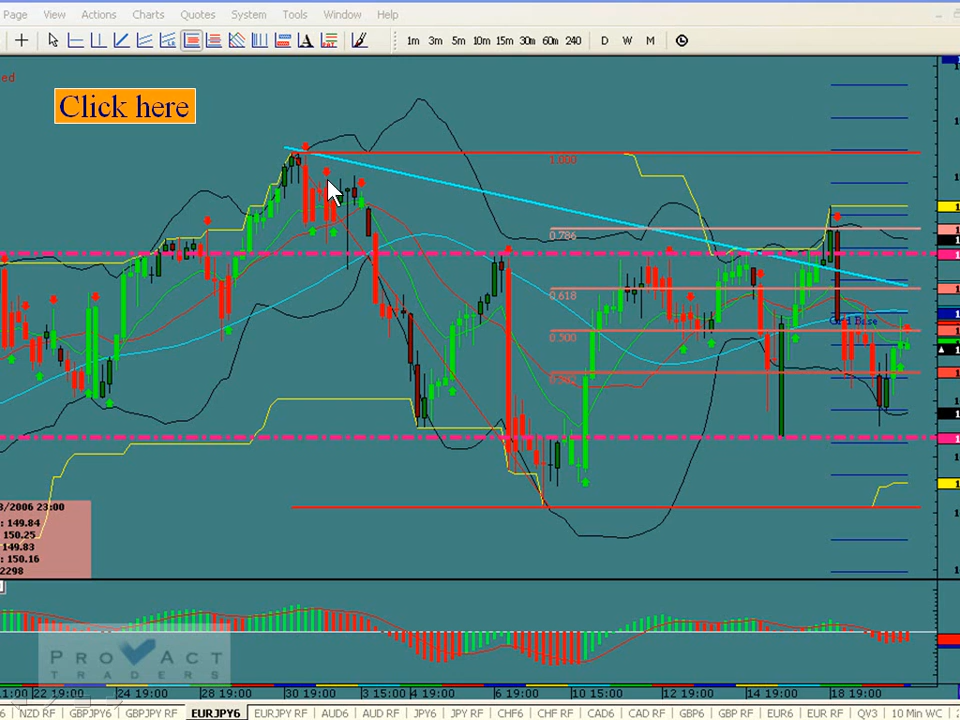 Page View Actions Charts Quotes System Tools Window Help
1m 3m 5m 10m 15m 30m 60m 240 D W M
ed
Click here
1.000
0.786
0.618
Grid Base
0.500
3/2006 23:00
: 149.84
: 150.25
: 149.83
: 150.16
2298
PROACT
TRADERS
11:00 22 19:00 24 19:00 28 19:00 30 19:00 3 15:00 4 19:00 6 19:00 10 15:00 12 19:00 14 19:00 18 19:00
NZD RF GBPJPY6 GBPJPY RF EURJPY6 EURJPY RF AUD6 AUD RF JPY6 JPY RF CHF6 CHF RF CAD6 CAD RF GBP6 GBP RF EUR6 EUR RF QV3 10 Min WC